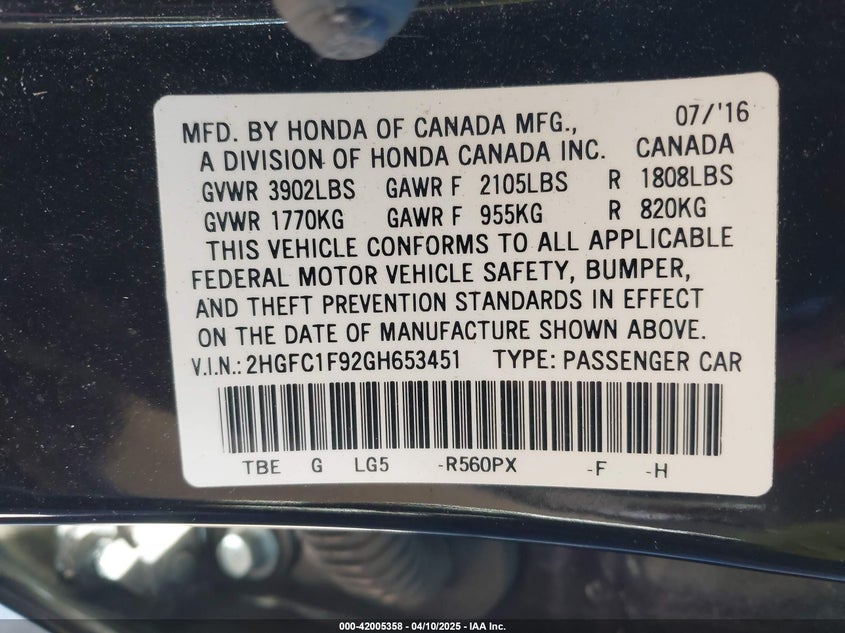 07/'16
MFD. BY HONDA OF CANADA MFG.,
A DIVISION OF HONDA CANADA INC. CANADA
GVWR 3902LBS GAWR F 2105LBS R 1808LBS
GVWR 1770KG GAWR F 955KG R 820KG
THIS VEHICLE CONFORMS TO ALL APPLICABLE
FEDERAL MOTOR VEHICLE SAFETY, BUMPER,
AND THEFT PREVENTION STANDARDS IN EFFECT
ON THE DATE OF MANUFACTURE SHOWN ABOVE.
V.I.N.: 2HGFC1F92GH653451 TYPE: PASSENGER CAR
TBE G LG5 -R560PX -F -H
000-42005358 - 04/10/2025 - IAA Inc.